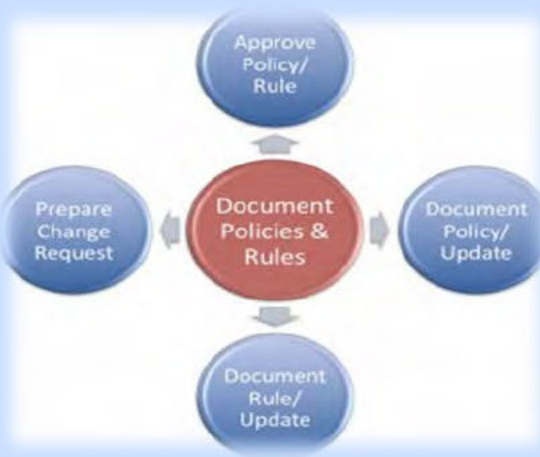 Approve
Policy/
Rule
Prepare
Change
Request
Document
Policies &
Rules
Document
Policy/
Update
Document
Rule/
Update